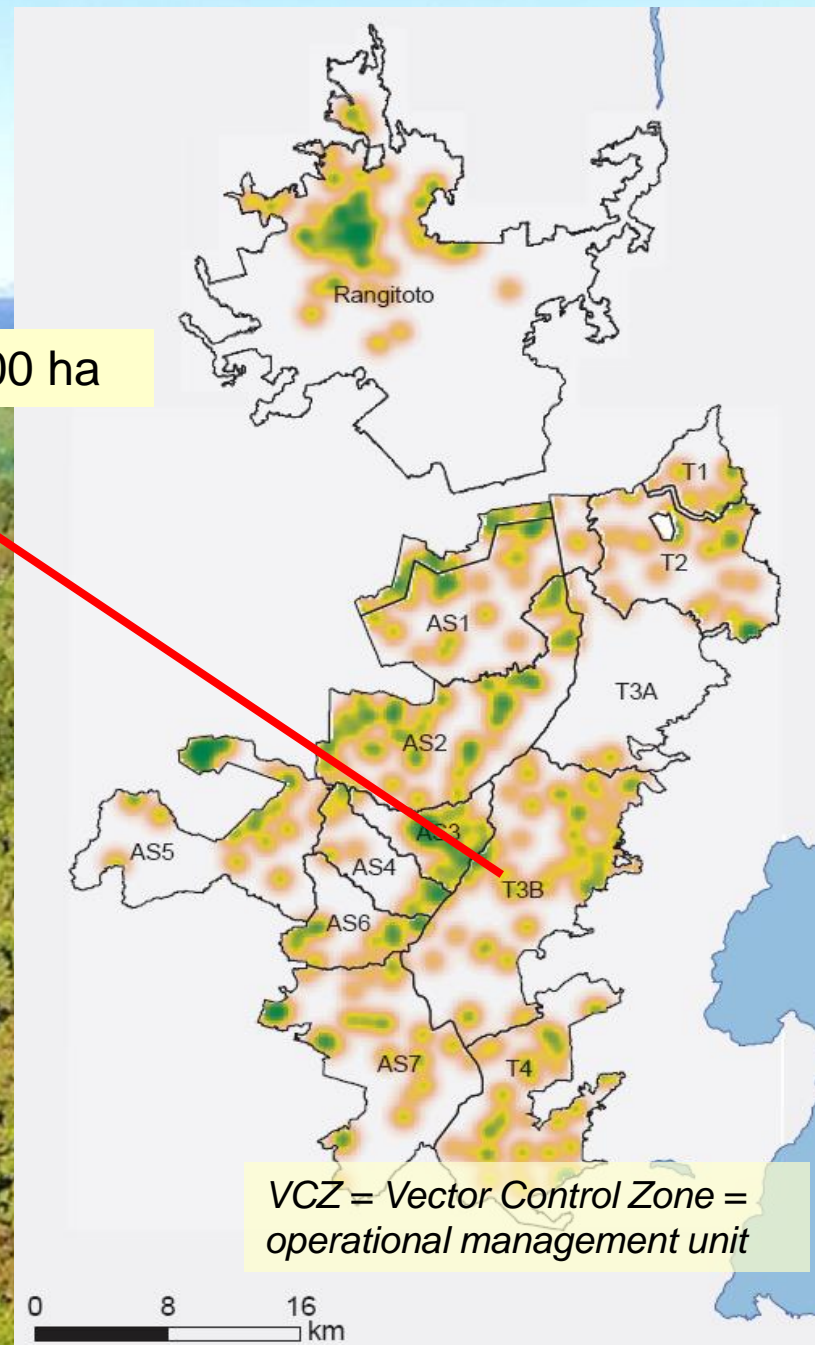 Rangitoto
00 ha
T1
T2
AS1
T3A
AS2
AS3
AS5
AS4
T3B
AS6
AS7
T4
VCZ = Vector Control Zone =
operational management unit
0 8 16
km